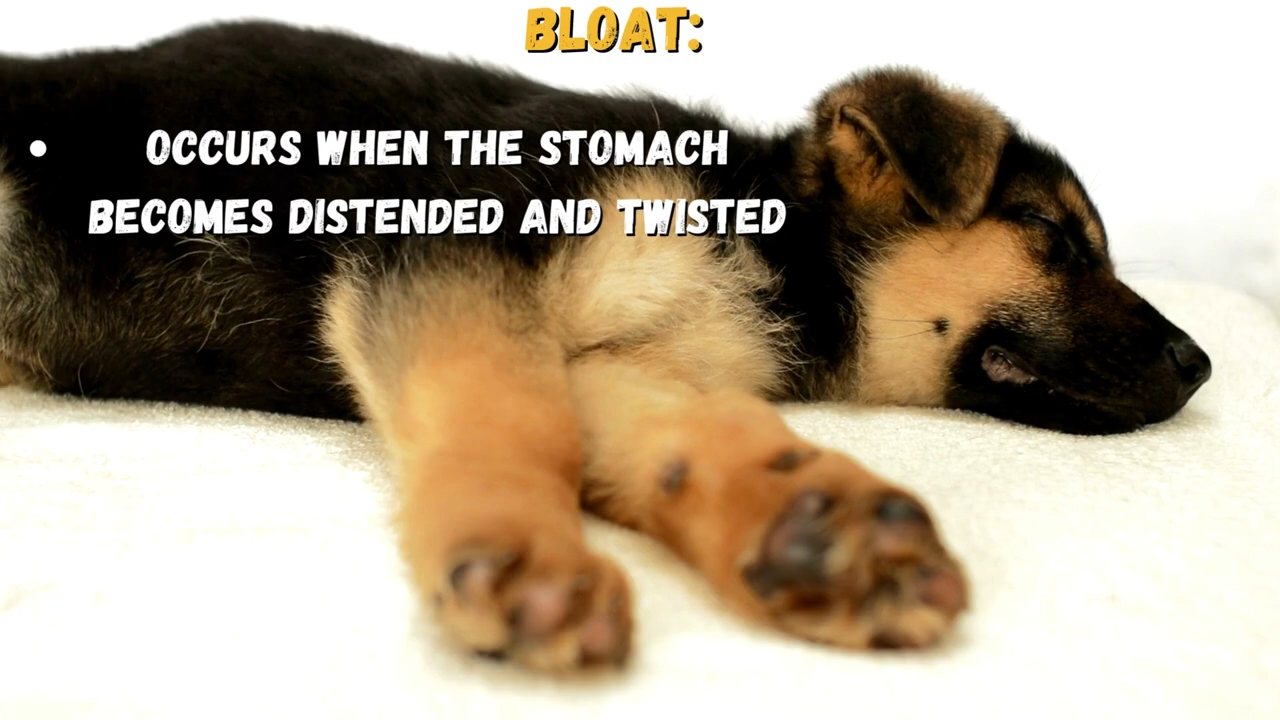 BLOAT:
• OCCURS WHEN THE STOMACH
BECOMES DISTENDED AND TWISTED